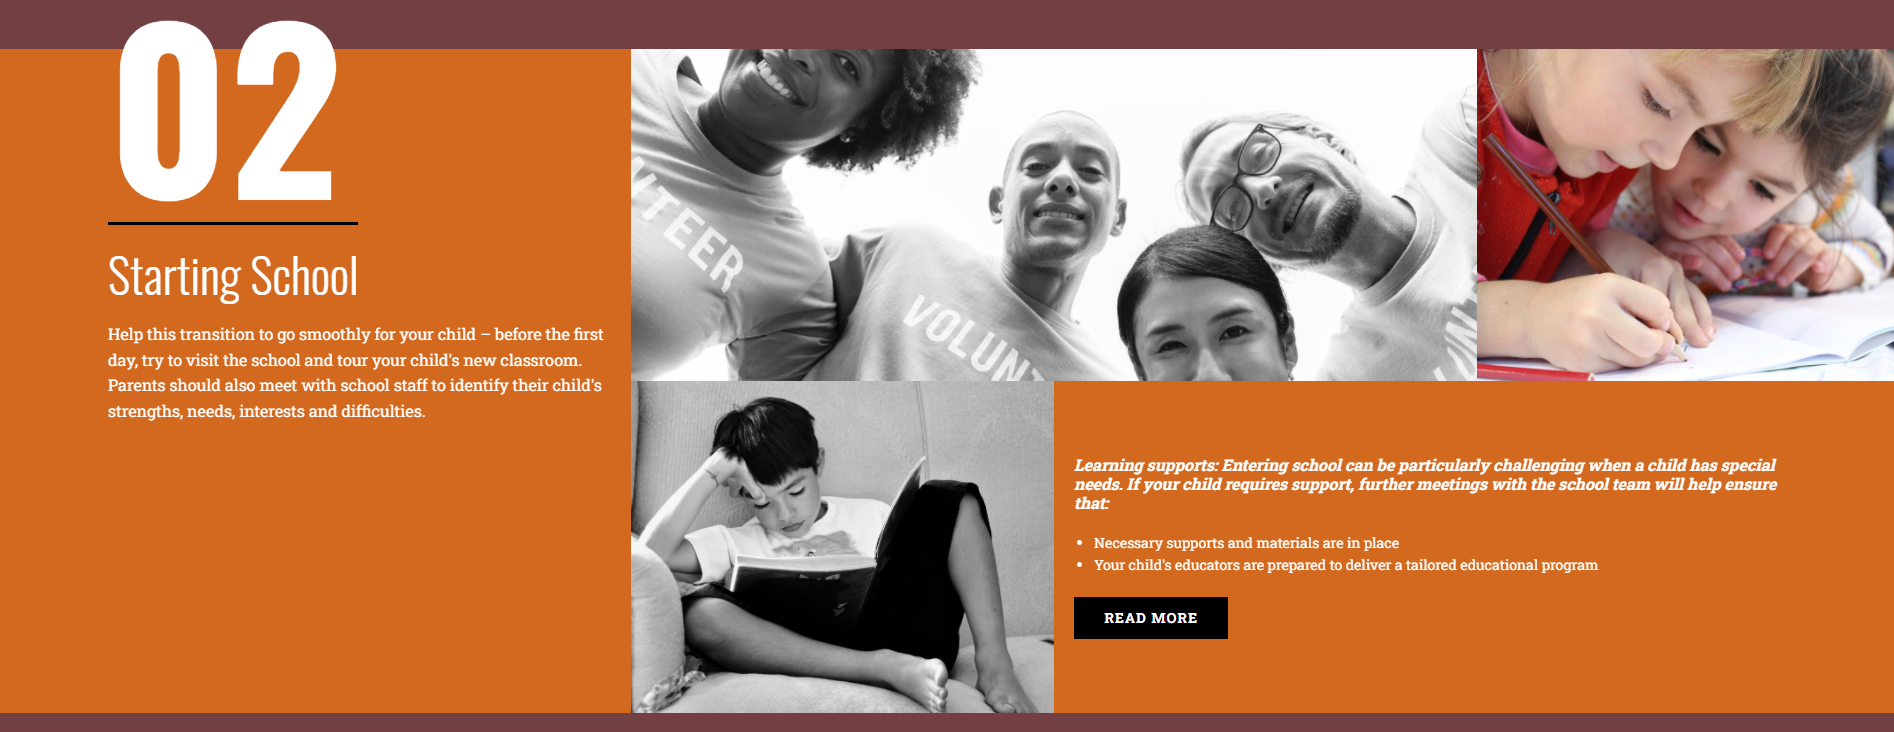 02
Starting School
Help this transition to go smoothly for your child – before the first
day, try to visit the school and tour your child's new classroom.
Parents should also meet with school staff to identify their child's
strengths, needs, interests and difficulties.
VTEER
VOLUNT
Learning supports: Entering school can be particularly challenging when a child has special
needs. If your child requires support, further meetings with the school team will help ensure
that:
• Necessary supports and materials are in place
• Your child's educators are prepared to deliver a tailored educational program
READ MORE